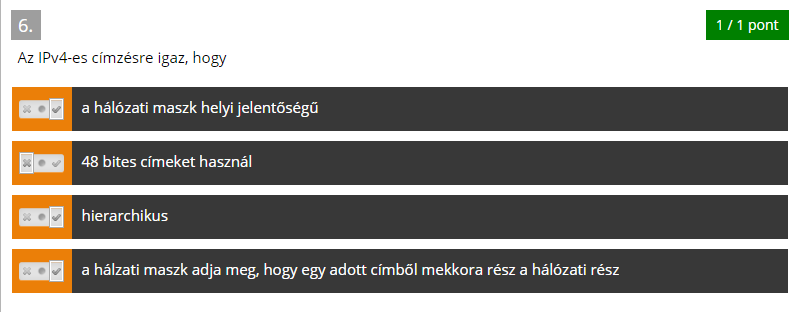 6.
1 / 1 pont
Az IPv4-es címzésre igaz, hogy
a hálózati maszk helyi jelentőségű
48 bites címeket használ
hierarchikus
a hálzati maszk adja meg, hogy egy adott címből mekkora rész a hálózati rész